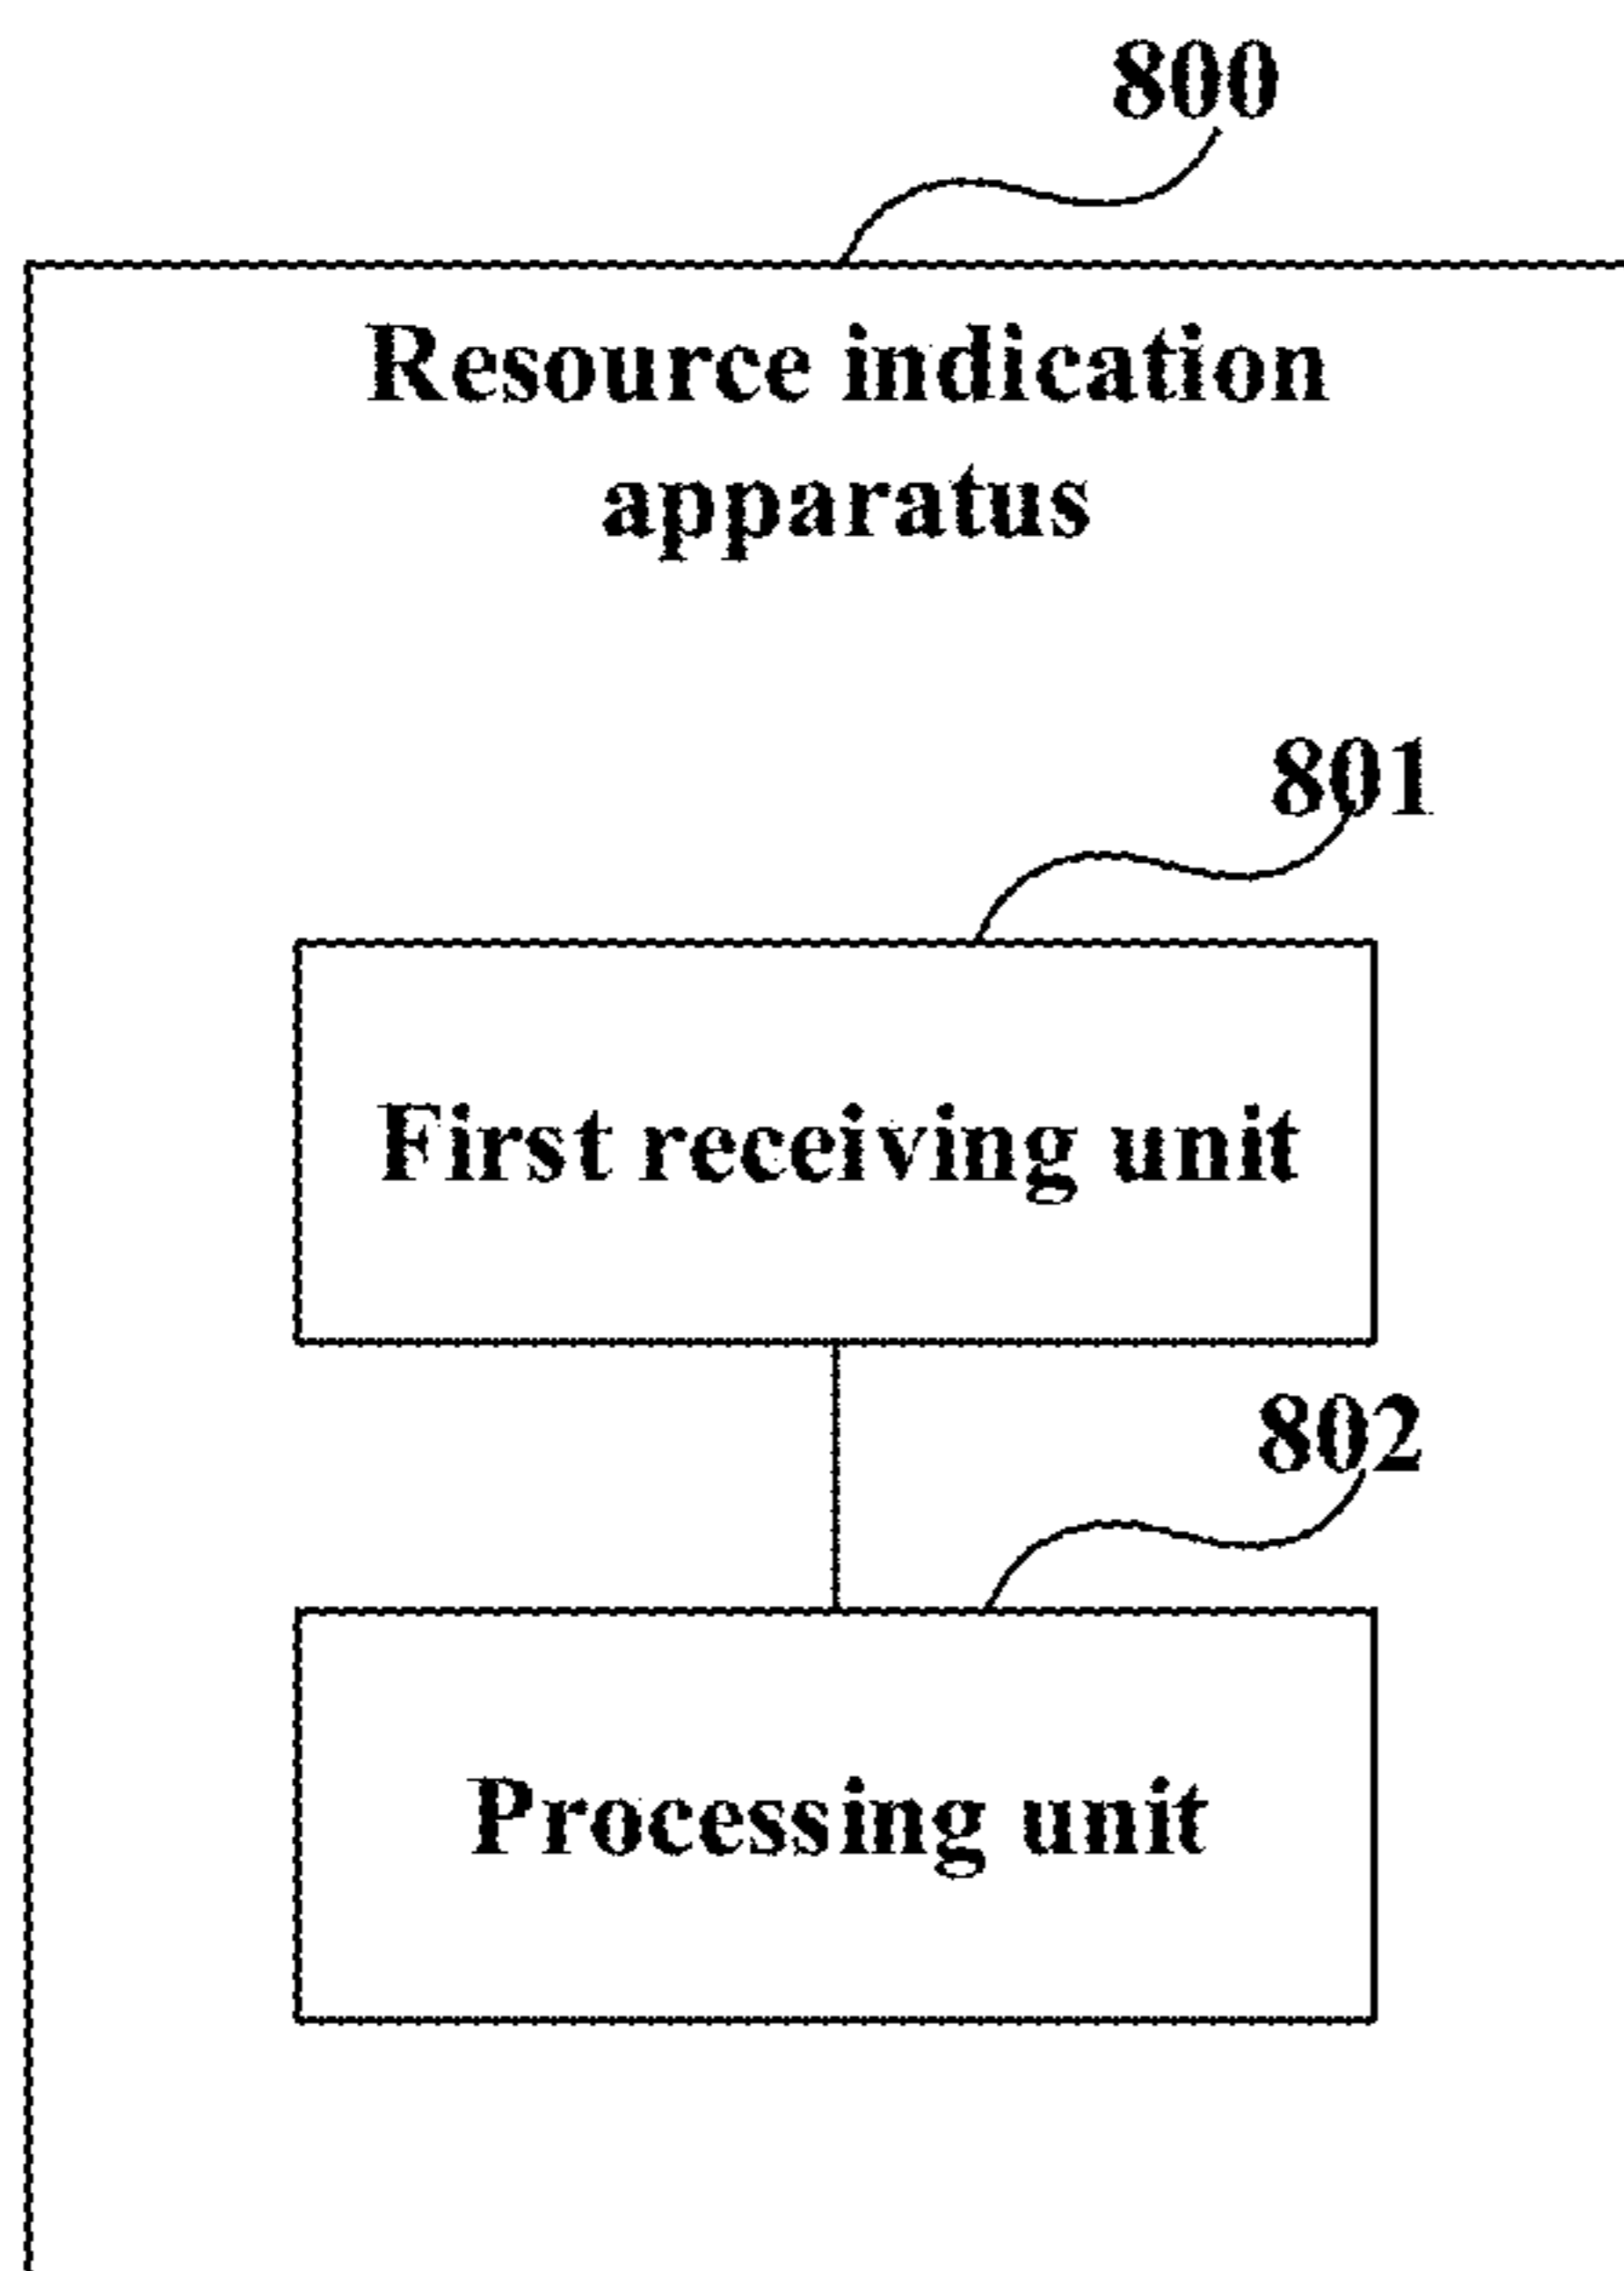 800
Resource indication
apparatus
801
First receiving unit
802
Processing unit